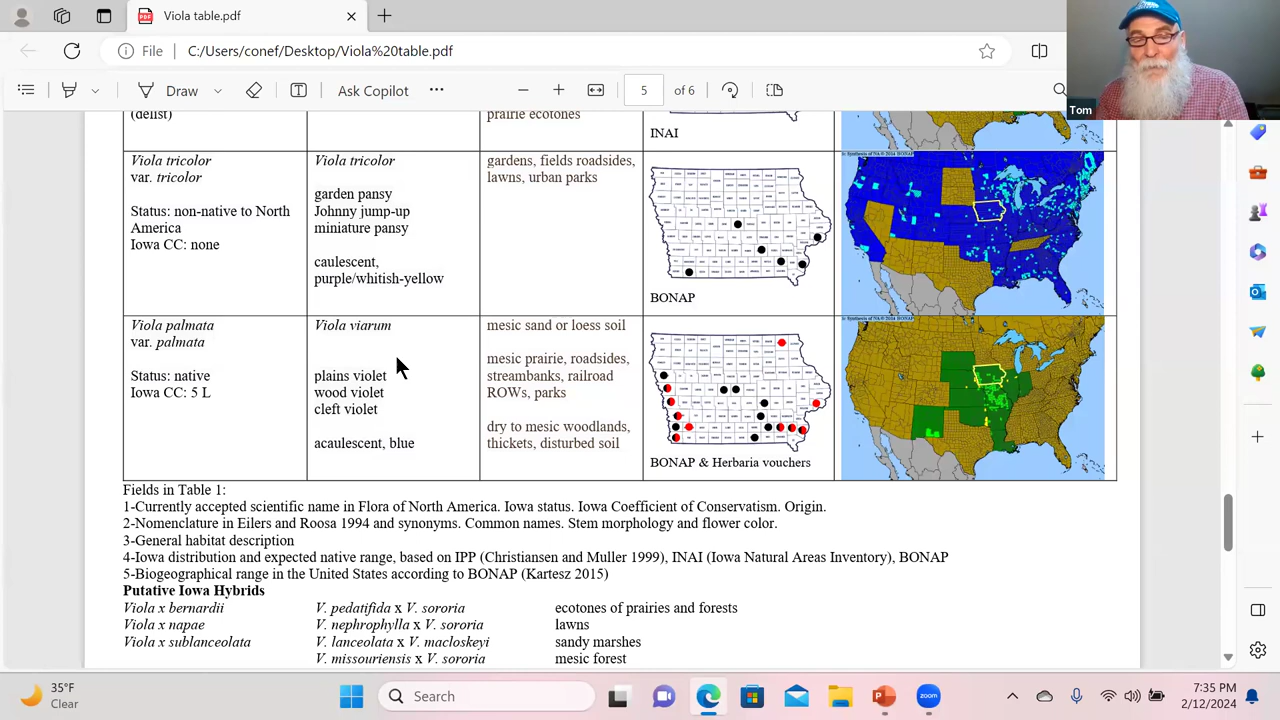 Viola table.pdf
File C:/Users/conef/Desktop/Viola%20table.pdf
Draw Ask Copilot 5 of 6
Tom
(delist)
prairie ecotones
INAI
Viola tricolor
var. tricolor
Status: non-native to North
America
Iowa CC: none
Viola tricolor
garden pansy
Johnny jump-up
miniature pansy
caulescent,
purple/whitish-yellow
gardens, fields roadsides,
lawns, urban parks
BONAP
Viola palmata
var. palmata
Status: native
Iowa CC: 5 L
Viola viarum
plains violet
wood violet
cleft violet
acaulescent, blue
mesic sand or loess soil
mesic prairie, roadsides,
streambanks, railroad
ROWs, parks
dry to mesic woodlands,
thickets, disturbed soil
BONAP & Herbaria vouchers
Fields in Table 1:
1-Currently accepted scientific name in Flora of North America. Iowa status. Iowa Coefficient of Conservatism. Origin.
2-Nomenclature in Eilers and Roosa 1994 and synonyms. Common names. Stem morphology and flower color.
3-General habitat description
4-Iowa distribution and expected native range, based on IPP (Christiansen and Muller 1999), INAI (Iowa Natural Areas Inventory), BONAP
5-Biogeographical range in the United States according to BONAP (Kartesz 2015)
Putative Iowa Hybrids
Viola x bernardii V. pedatifida x V. sororia ecotones of prairies and forests
Viola x napae V. nephrophylla x V. sororia lawns
Viola x sublanceolata V. lanceolata x V. macloskeyi sandy marshes
V. missouriensis x V. sororia mesic forest
35°F
Clear
Search
zoom
7:35 PM
2/12/2024